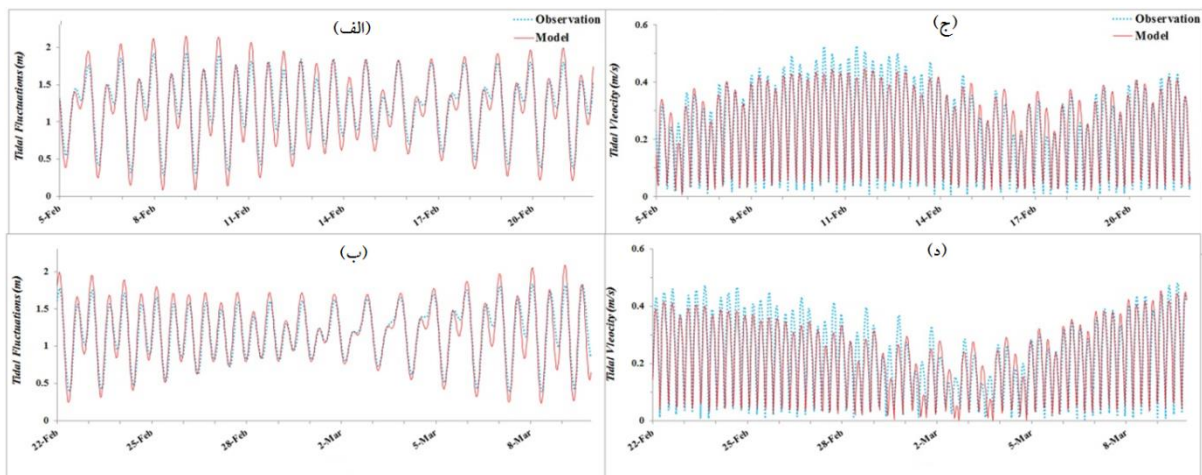 (الف)
Observation
Model
Tidal Fluctuations (m)
2
1.5
1
0.5
0
5-Feb
8-Feb
11-Feb
14-Feb
17-Feb
20-Feb
(ج)
Observation
Model
Tidal Vlecity (m/s)
0.6
0.4
0.2
0
5-Feb
8-Feb
11-Feb
14-Feb
17-Feb
20-Feb
(ب)
Tidal Fluctuations (m)
2
1.5
1
0.5
0
22-Feb
25-Feb
28-Feb
2-Mar
5-Mar
8-Mar
(د)
Tidal Vlecity (m/s)
0.6
0.4
0.2
0
22-Feb
25-Feb
28-Feb
2-Mar
5-Mar
8-Mar